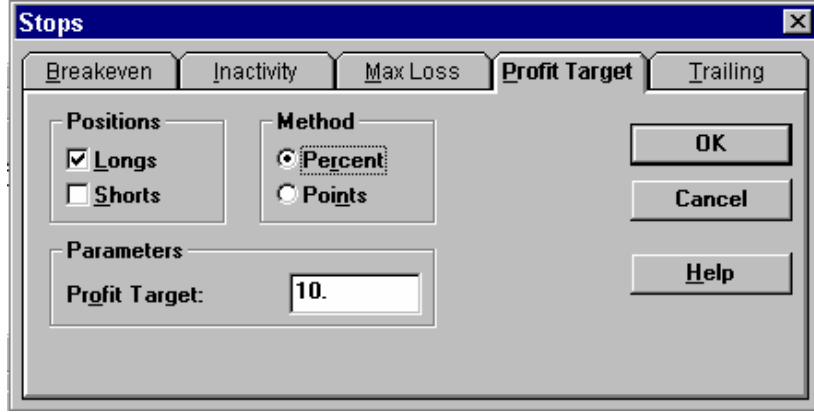 Stops
Breakeven Inactivity Max Loss Profit Target Trailing
Positions Method
Longs Percent OK
Shorts Points Cancel
Parameters
Profit Target: 10. Help